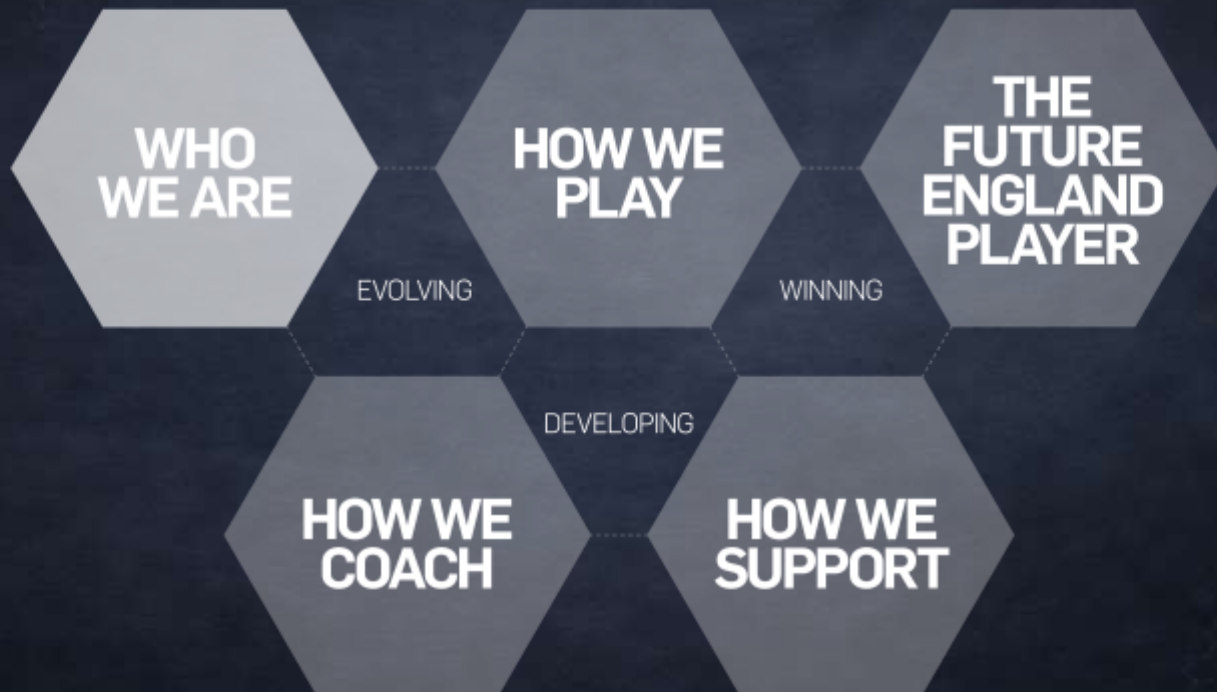 WHO
WE ARE
HOW WE
PLAY
THE
FUTURE
ENGLAND
PLAYER
EVOLVING
WINNING
DEVELOPING
HOW WE
COACH
HOW WE
SUPPORT